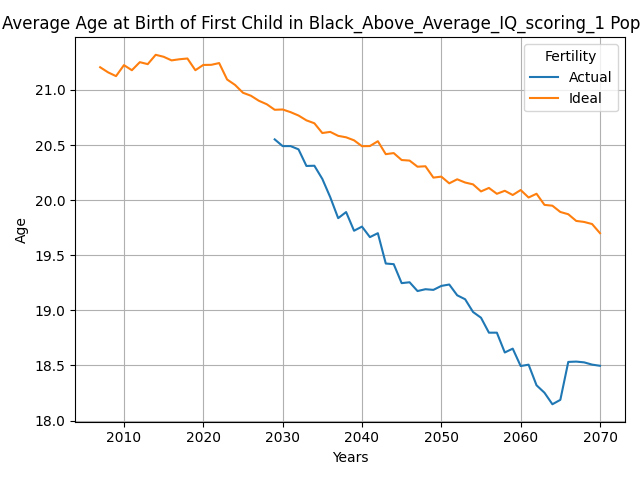 Average Age at Birth of First Child in Black_Above_Average_IQ_scoring_1 Pop
Fertility
Actual
Ideal
21.0
20.5
20.0
19.5
19.0
18.5
18.0
Age
2010 2020 2030 2040 2050 2060 2070
Years